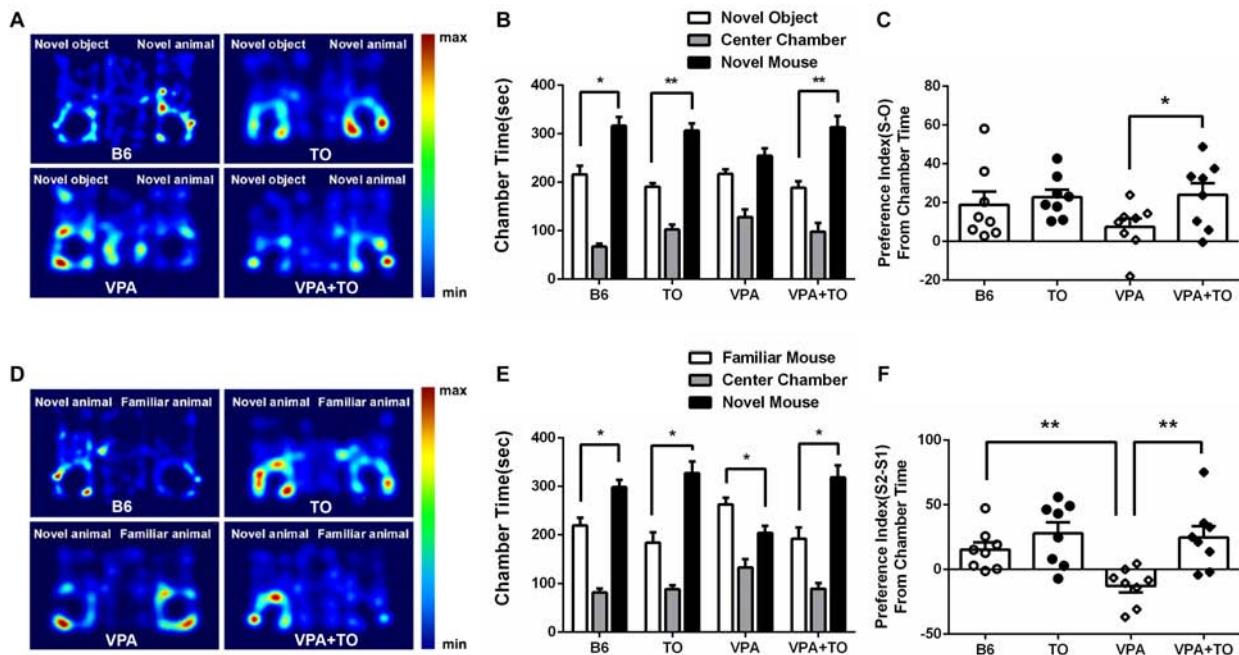 A
Novel object Novel animal
B6
Novel object Novel animal
TO
Novel object Novel animal
VPA
Novel object Novel animal
VPA+TO
max
min
B
Novel Object
Center Chamber
Novel Mouse
Chamber Time(sec)
400
300
200
100
0
* ** **
B6 TO VPA VPA+TO
C
Preference Index(S-O)
From Chamber Time
80
60
40
20
0
-20
*
B6 TO VPA VPA+TO
D
Novel animal Familiar animal
B6
Novel animal Familiar animal
TO
Novel animal Familiar animal
VPA
Novel animal Familiar animal
VPA+TO
max
min
E
Familiar Mouse
Center Chamber
Novel Mouse
Chamber Time(sec)
400
300
200
100
0
* * * *
B6 TO VPA VPA+TO
F
Preference Index(S2-S1)
From Chamber Time
100
50
0
-50
** **
B6 TO VPA VPA+TO